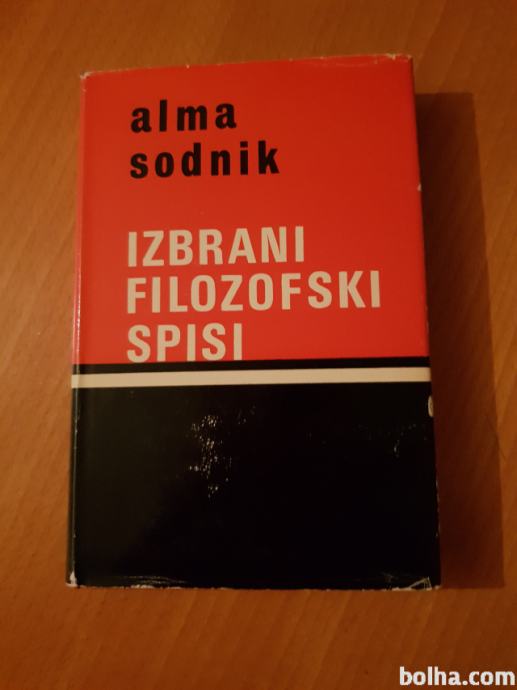 alma
sodnik
IZBRANI
FILOZOFSKI
SPISI
bolha.com